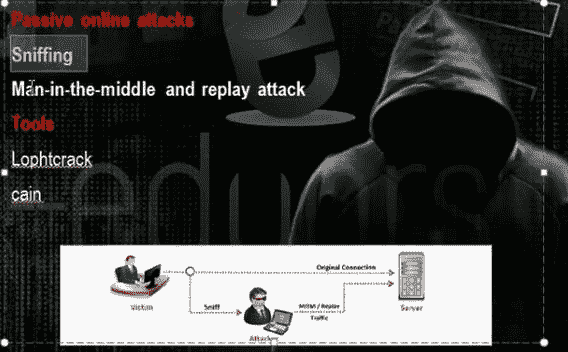 Passive online attacks
Sniffing
Man-in-the-middle and replay attack
Tools
Lophtcrack
cain
Original Connection
Victim
Sniff
MITM / Replay
Traffic
Server
Attacker